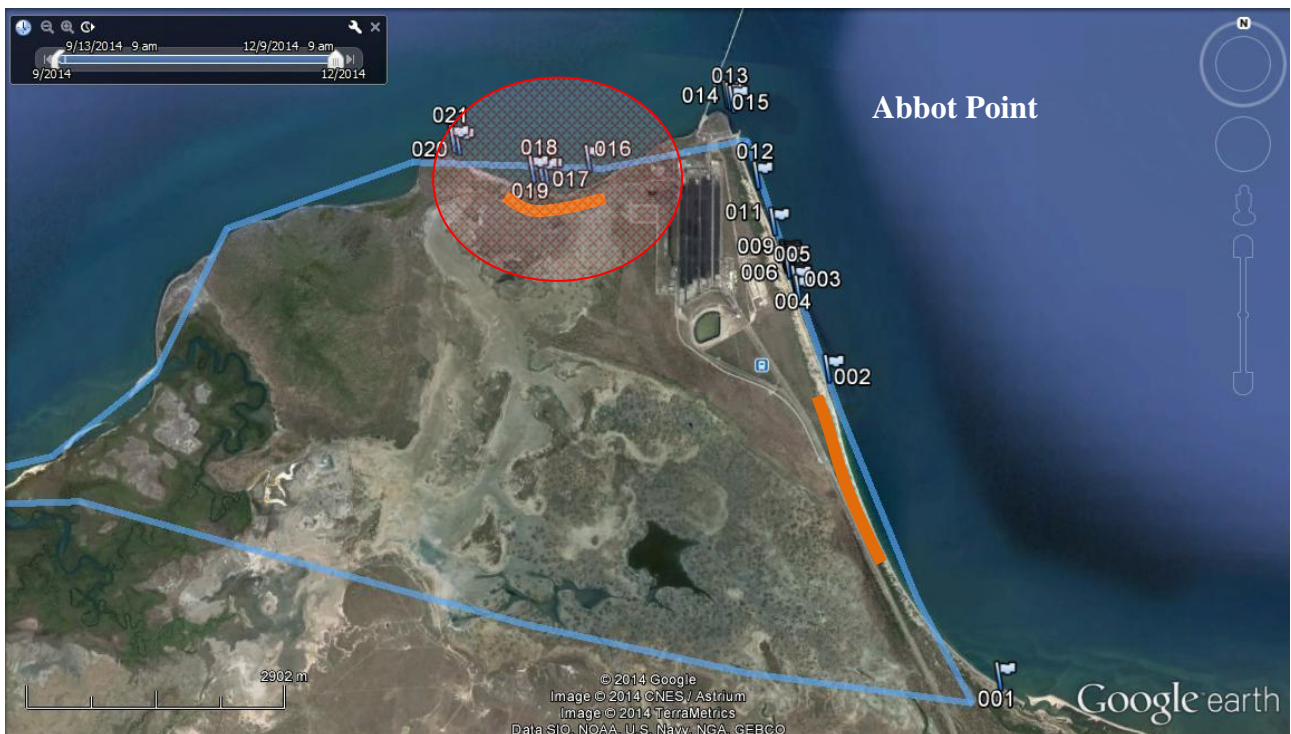 9/13/2014 9 am
12/9/2014 9 am
9/2014
12/2014
Abbot Point
N
013
014
015
021
020
018
016
012
017
019
011
009
005
006
003
004
002
001
2902 m
© 2014 Google
Image © 2014 CNES / Astrium
Image © 2014 TerraMetrics
Data SIO, NOAA, U.S. Navy, NGA, GEBCO
Google earth